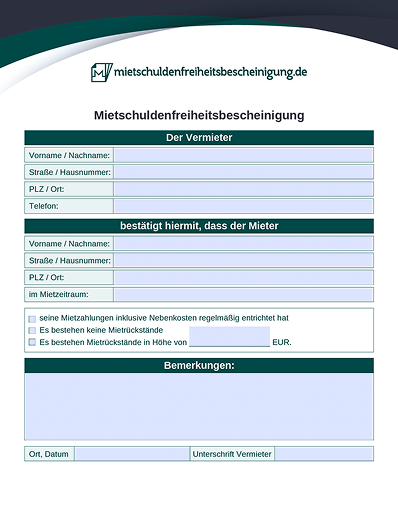 mietschuldenfreiheitsbescheinigung.de
Mietschuldenfreiheitsbescheinigung
Der Vermieter
Vorname / Nachname:
Straße / Hausnummer:
PLZ / Ort:
Telefon:
bestätigt hiermit, dass der Mieter
Vorname / Nachname:
Straße / Hausnummer:
PLZ / Ort:
im Mietzeitraum:
seine Mietzahlungen inklusive Nebenkosten regelmäßig entrichtet hat
Es bestehen keine Mietrückstände
Es bestehen Mietrückstände in Höhe von EUR.
Bemerkungen:
Ort, Datum Unterschrift Vermieter